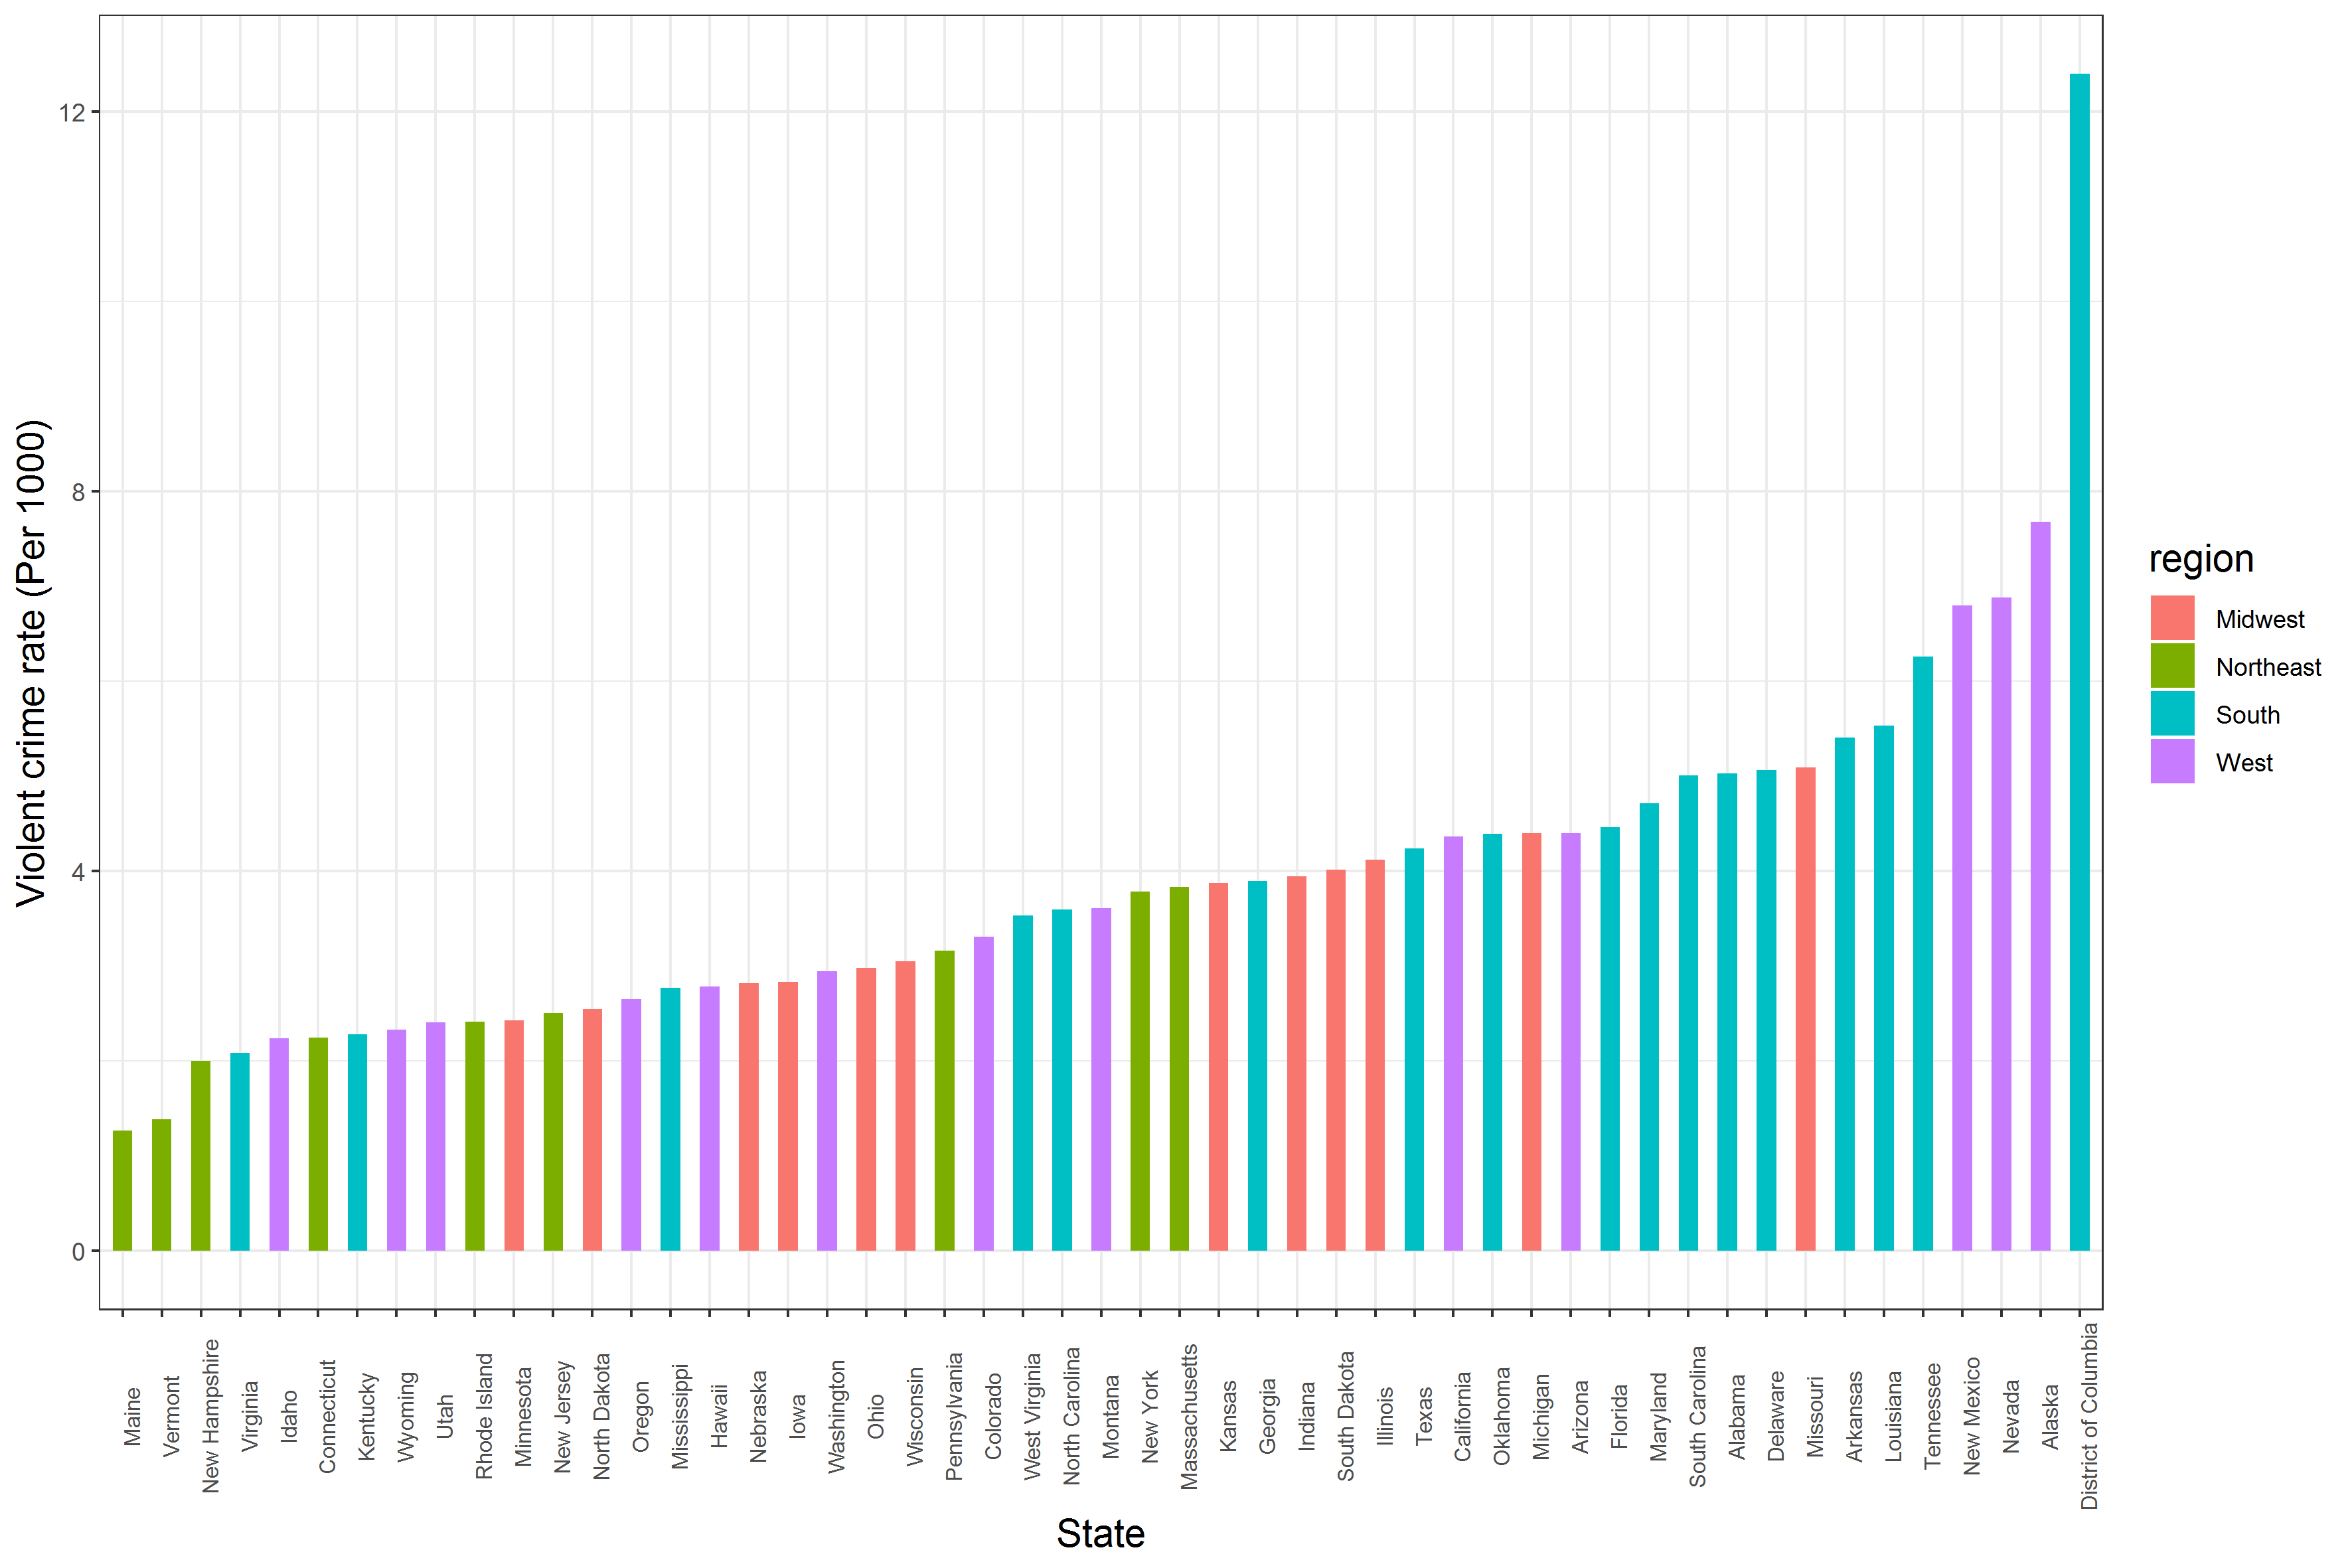 Violent crime rate (Per 1000)
12
8
4
0
Maine
Vermont
New Hampshire
Virginia
Idaho
Connecticut
Kentucky
Wyoming
Utah
Rhode Island
Minnesota
New Jersey
North Dakota
Oregon
Mississippi
Hawaii
Nebraska
Iowa
Washington
Ohio
Wisconsin
Pennsylvania
Colorado
West Virginia
North Carolina
Montana
New York
Massachusetts
Kansas
Georgia
Indiana
South Dakota
Illinois
Texas
California
Oklahoma
Michigan
Arizona
Florida
Maryland
South Carolina
Alabama
Delaware
Missouri
Arkansas
Louisiana
Tennessee
New Mexico
Nevada
Alaska
District of Columbia
State
region
Midwest
Northeast
South
West